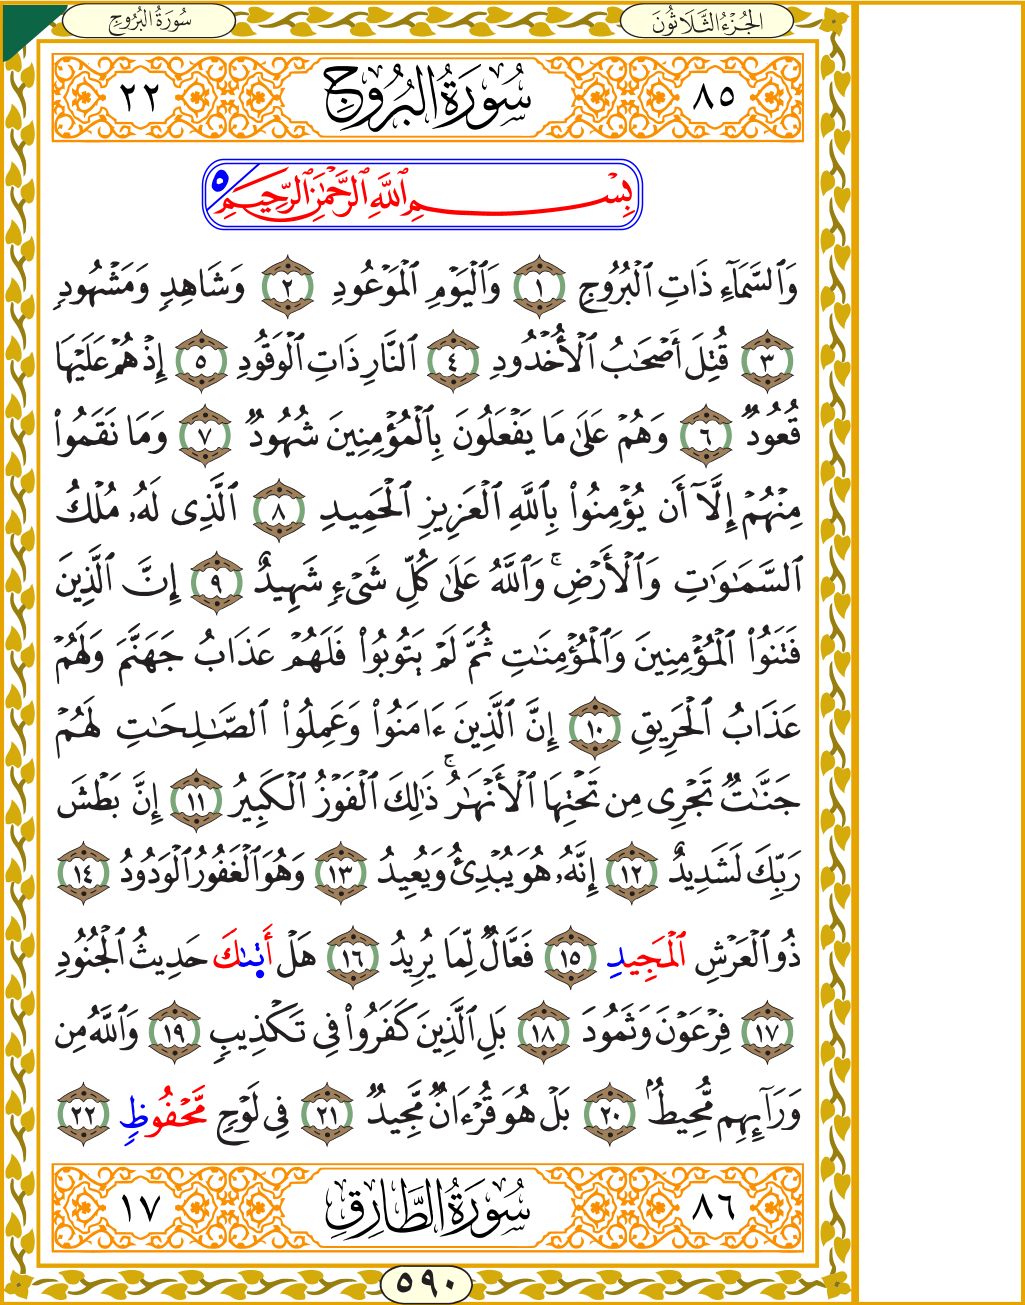 سُورَةُ البُرُوجِ
الجُزْءُ الثَّلَاثُونَ
٨٥ سُورَةُ البُرُوجِ ٢٢
بِسْمِ ٱللَّهِ ٱلرَّحْمَٰنِ ٱلرَّحِيمِ ٥
وَٱلسَّمَآءِ ذَاتِ ٱلْبُرُوجِ ١ وَٱلْيَوْمِ ٱلْمَوْعُودِ ٢ وَشَاهِدٍ وَمَشْهُودٍ
٣ قُتِلَ أَصْحَٰبُ ٱلْأُخْدُودِ ٤ ٱلنَّارِ ذَاتِ ٱلْوَقُودِ ٥ إِذْ هُمْ عَلَيْهَا
قُعُودٌ ٦ وَهُمْ عَلَىٰ مَا يَفْعَلُونَ بِٱلْمُؤْمِنِينَ شُهُودٌ ٧ وَمَا نَقَمُوا۟
مِنْهُمْ إِلَّآ أَن يُؤْمِنُوا۟ بِٱللَّهِ ٱلْعَزِيزِ ٱلْحَمِيدِ ٨ ٱلَّذِى لَهُۥ مُلْكُ
ٱلسَّمَٰوَٰتِ وَٱلْأَرْضِ ۚ وَٱللَّهُ عَلَىٰ كُلِّ شَىْءٍ شَهِيدٌ ٩ إِنَّ ٱلَّذِينَ
فَتَنُوا۟ ٱلْمُؤْمِنِينَ وَٱلْمُؤْمِنَٰتِ ثُمَّ لَمْ يَتُوبُوا۟ فَلَهُمْ عَذَابُ جَهَنَّمَ وَلَهُمْ
عَذَابُ ٱلْحَرِيقِ ١٠ إِنَّ ٱلَّذِينَ ءَامَنُوا۟ وَعَمِلُوا۟ ٱلصَّٰلِحَٰتِ لَهُمْ
جَنَّٰتٌ تَجْرِى مِن تَحْتِهَا ٱلْأَنْهَٰرُ ۚ ذَٰلِكَ ٱلْفَوْزُ ٱلْكَبِيرُ ١١ إِنَّ بَطْشَ
رَبِّكَ لَشَدِيدٌ ١٢ إِنَّهُۥ هُوَ يُبْدِئُ وَيُعِيدُ ١٣ وَهُوَ ٱلْغَفُورُ ٱلْوَدُودُ ١٤
ذُو ٱلْعَرْشِ ٱلْمَجِيدِ ١٥ فَعَّالٌ لِّمَا يُرِيدُ ١٦ هَلْ أَتَىٰكَ حَدِيثُ ٱلْجُنُودِ
١٧ فِرْعَوْنَ وَثَمُودَ ١٨ بَلِ ٱلَّذِينَ كَفَرُوا۟ فِى تَكْذِيبٍ ١٩ وَٱللَّهُ مِن
وَرَآئِهِم مُّحِيطٌۢ ٢٠ بَلْ هُوَ قُرْءَانٌ مَّجِيدٌ ٢١ فِى لَوْحٍ مَّحْفُوظٍ ٢٢
٨٦ سُورَةُ الطَّارِقِ ١٧
٥٩٠